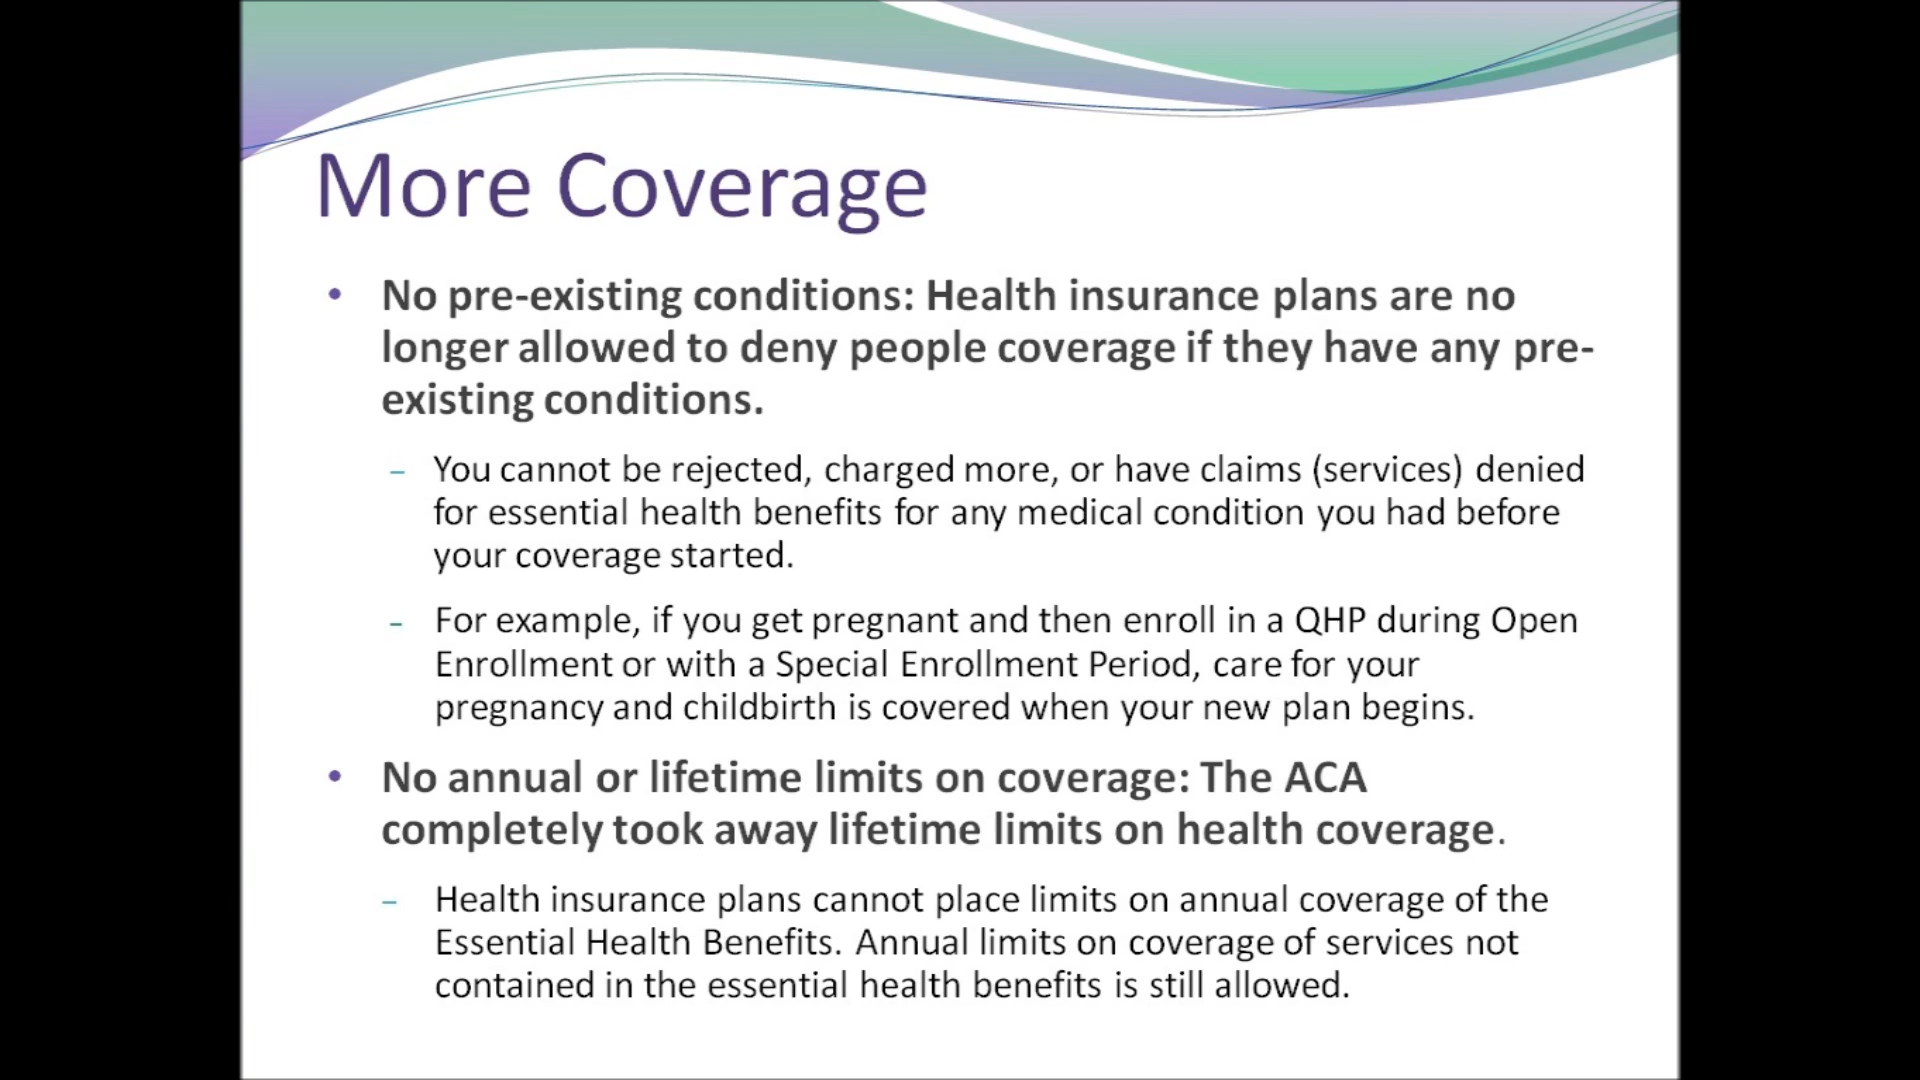 More Coverage
• No pre-existing conditions: Health insurance plans are no
longer allowed to deny people coverage if they have any pre-
existing conditions.
– You cannot be rejected, charged more, or have claims (services) denied
for essential health benefits for any medical condition you had before
your coverage started.
– For example, if you get pregnant and then enroll in a QHP during Open
Enrollment or with a Special Enrollment Period, care for your
pregnancy and childbirth is covered when your new plan begins.
• No annual or lifetime limits on coverage: The ACA
completely took away lifetime limits on health coverage.
– Health insurance plans cannot place limits on annual coverage of the
Essential Health Benefits. Annual limits on coverage of services not
contained in the essential health benefits is still allowed.